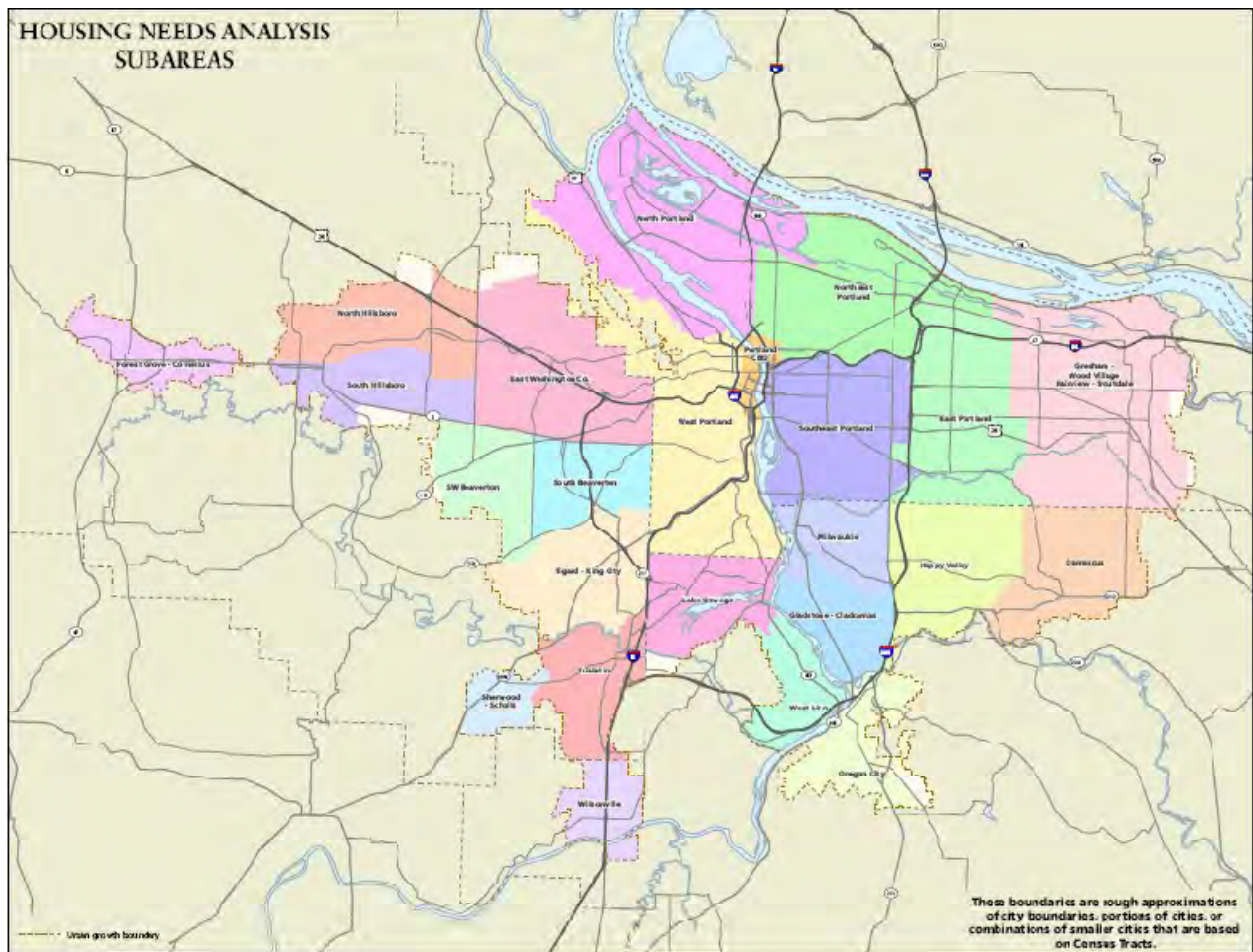 HOUSING NEEDS ANALYSIS
SUBAREAS
North Portland
Northeast
Portland
North Hillsboro
Portland
CBD
Forest Grove - Cornelius
South Hillsboro
East Washington Co.
Gresham -
Wood Village
Fairview - Troutdale
West Portland
Southeast Portland
East Portland
26
26
SW Beaverton
South Beaverton
Milwaukie
Happy Valley
Damascus
Tigard - King City
Lake Oswego
Gladstone - Clackamas
Tualatin
Sherwood
- Scholls
West Linn
Oregon City
Wilsonville
Urban growth boundary
These boundaries are rough approximations
of city boundaries, portions of cities, or
combinations of smaller cities that are based
on Census Tracts.